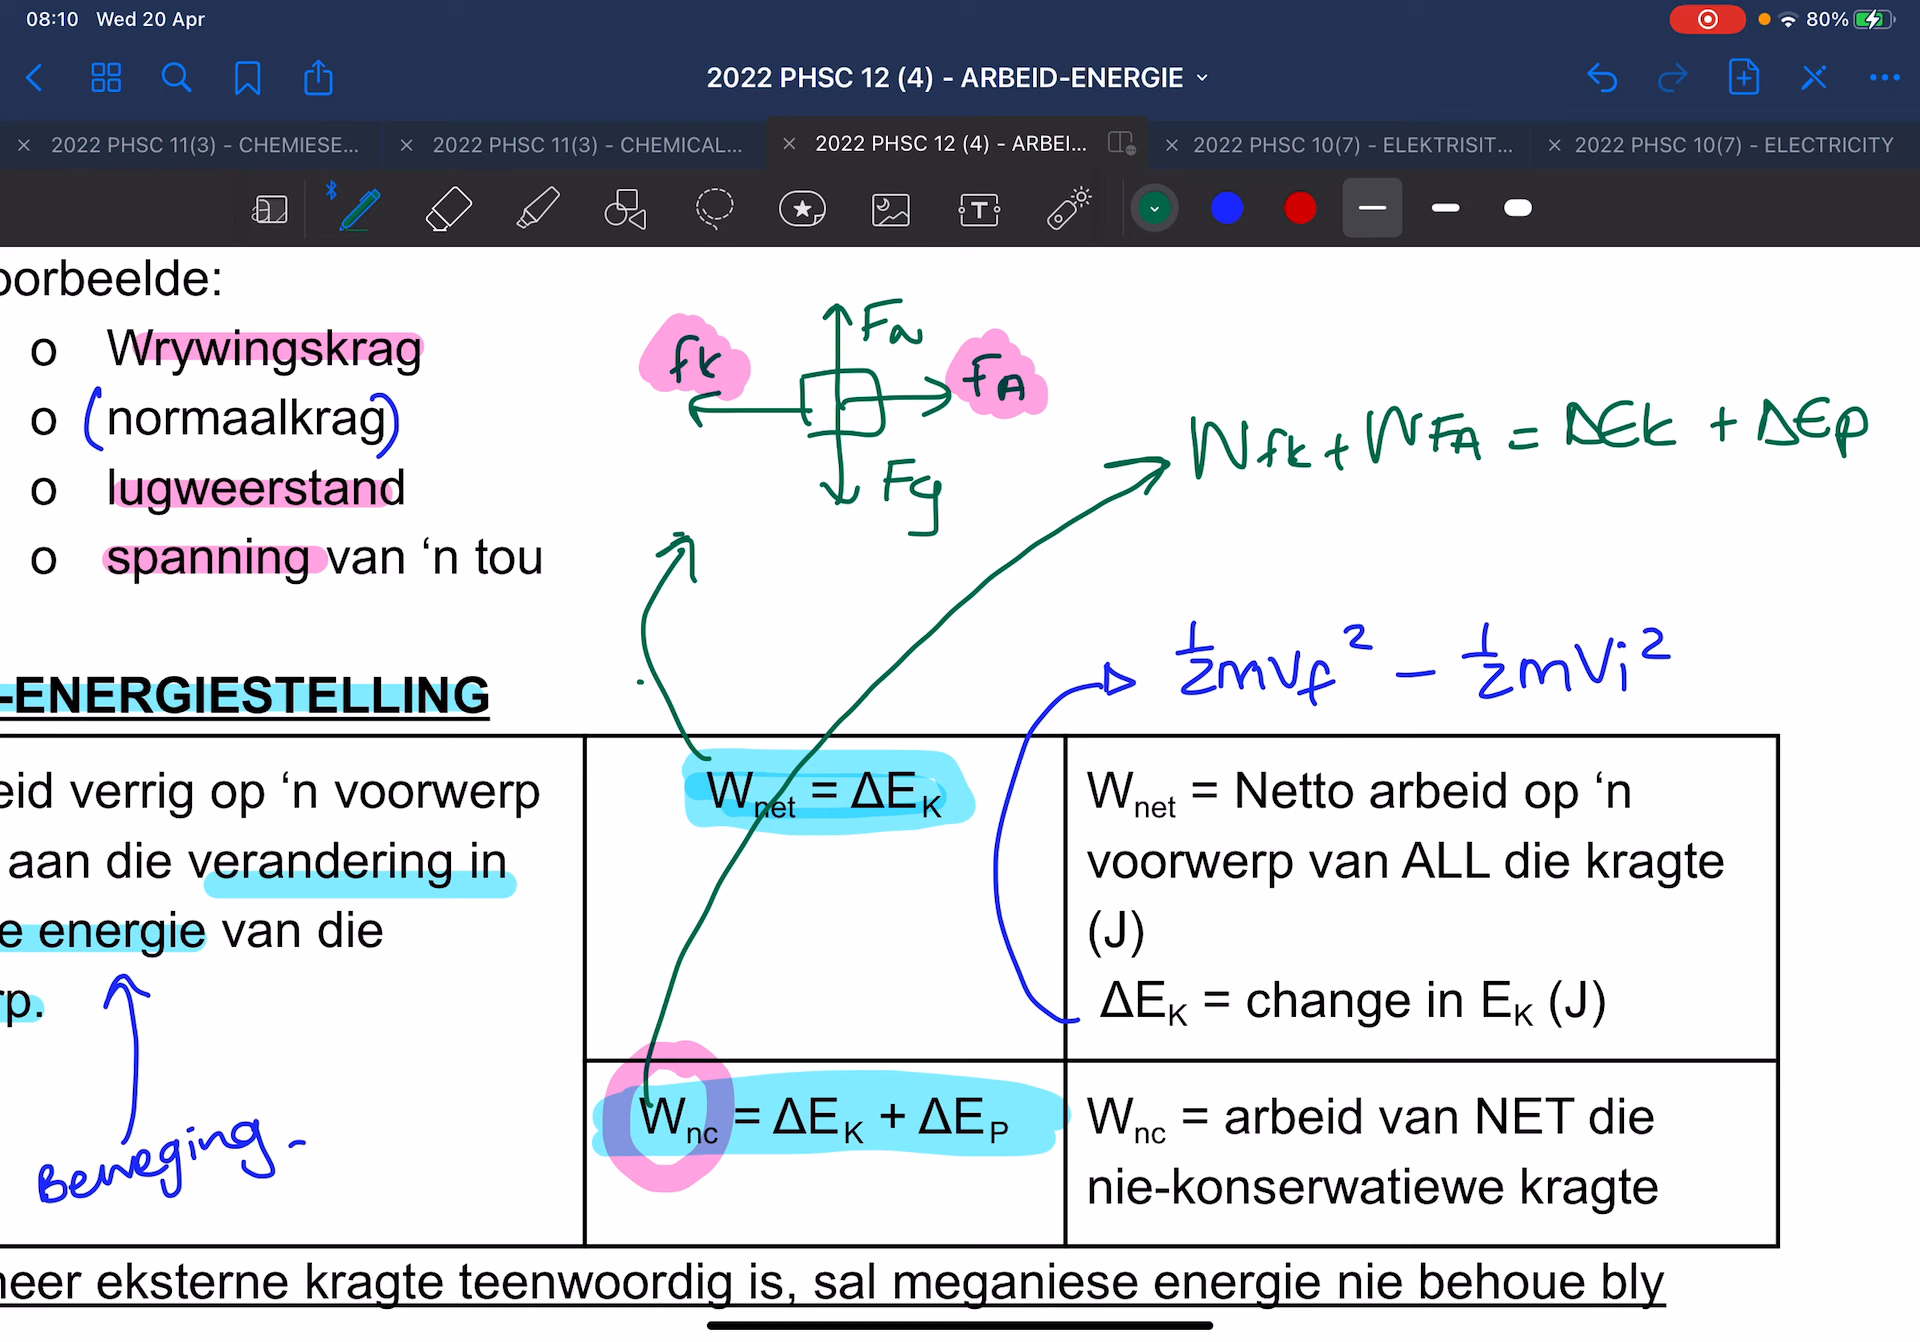 08:10 Wed 20 Apr
80%
2022 PHSC 12 (4) - ARBEID-ENERGIE
2022 PHSC 11(3) - CHEMIESE...
2022 PHSC 11(3) - CHEMICAL...
2022 PHSC 12 (4) - ARBEI...
2022 PHSC 10(7) - ELEKTRISIT...
2022 PHSC 10(7) - ELECTRICITY
oorbeelde:
o Wrywingskrag
o (normaalkrag)
o lugweerstand
o spanning van ‘n tou
FN
fk
FA
Fg
Wfk + WFA = ΔEk + ΔEp
½mvf² − ½mvi²
-ENERGIESTELLING
eid verrig op ‘n voorwerp
aan die verandering in
e energie van die
rp.
Beweging -
Wnet = ΔEK
Wnet = Netto arbeid op ‘n
voorwerp van ALL die kragte
(J)
ΔEK = change in EK (J)
Wnc = ΔEK + ΔEP
Wnc = arbeid van NET die
nie-konserwatiewe kragte
neer eksterne kragte teenwoordig is, sal meganiese energie nie behoue bly